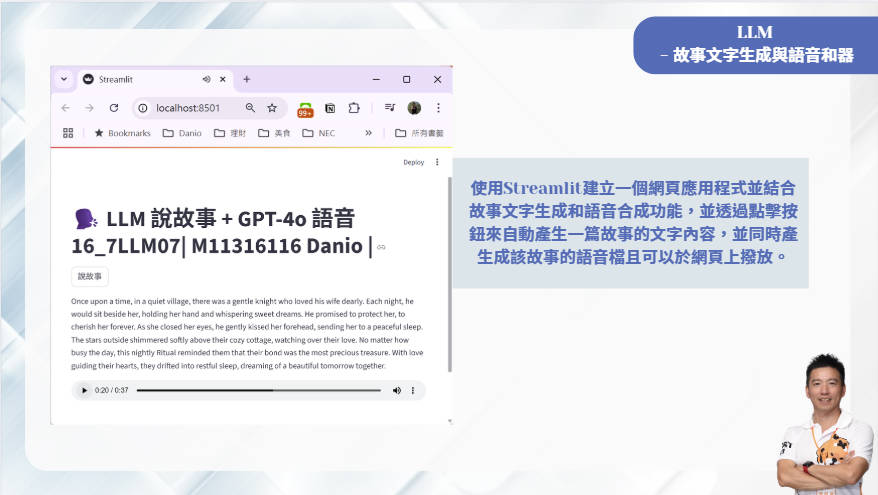 LLM
- 故事文字生成與語音和器
Streamlit
localhost:8501
99+
Bookmarks
Danio
理財
美食
NEC
所有書籤
Deploy
LLM 說故事 + GPT-4o 語音
16_7LLM07| M11316116 Danio |
說故事
Once upon a time, in a quiet village, there was a gentle knight who loved his wife dearly. Each night, he
would sit beside her, holding her hand and whispering sweet dreams. He promised to protect her, to
cherish her forever. As she closed her eyes, he gently kissed her forehead, sending her to a peaceful sleep.
The stars outside shimmered softly above their cozy cottage, watching over their love. No matter how
busy the day, this nightly Ritual reminded them that their bond was the most precious treasure. With love
guiding their hearts, they drifted into restful sleep, dreaming of a beautiful tomorrow together.
0:20 / 0:37
使用Streamlit建立一個網頁應用程式並結合
故事文字生成和語音合成功能，並透過點擊按
鈕來自動產生一篇故事的文字內容，並同時產
生成該故事的語音檔且可以於網頁上撥放。